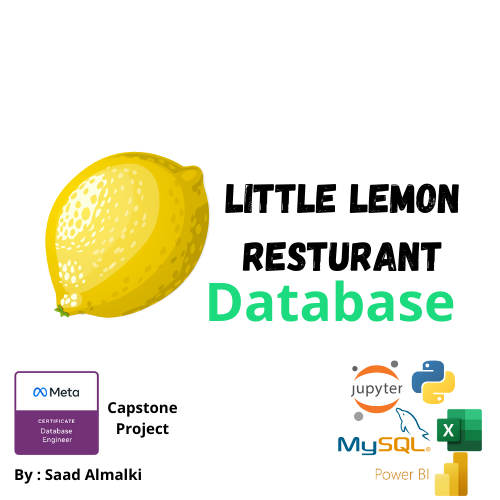 LITTLE LEMON
RESTURANT
Database
Meta
CERTIFICATE
Database
Engineer
Capstone
Project
By : Saad Almalki
jupyter
MySQL®
X
Power BI